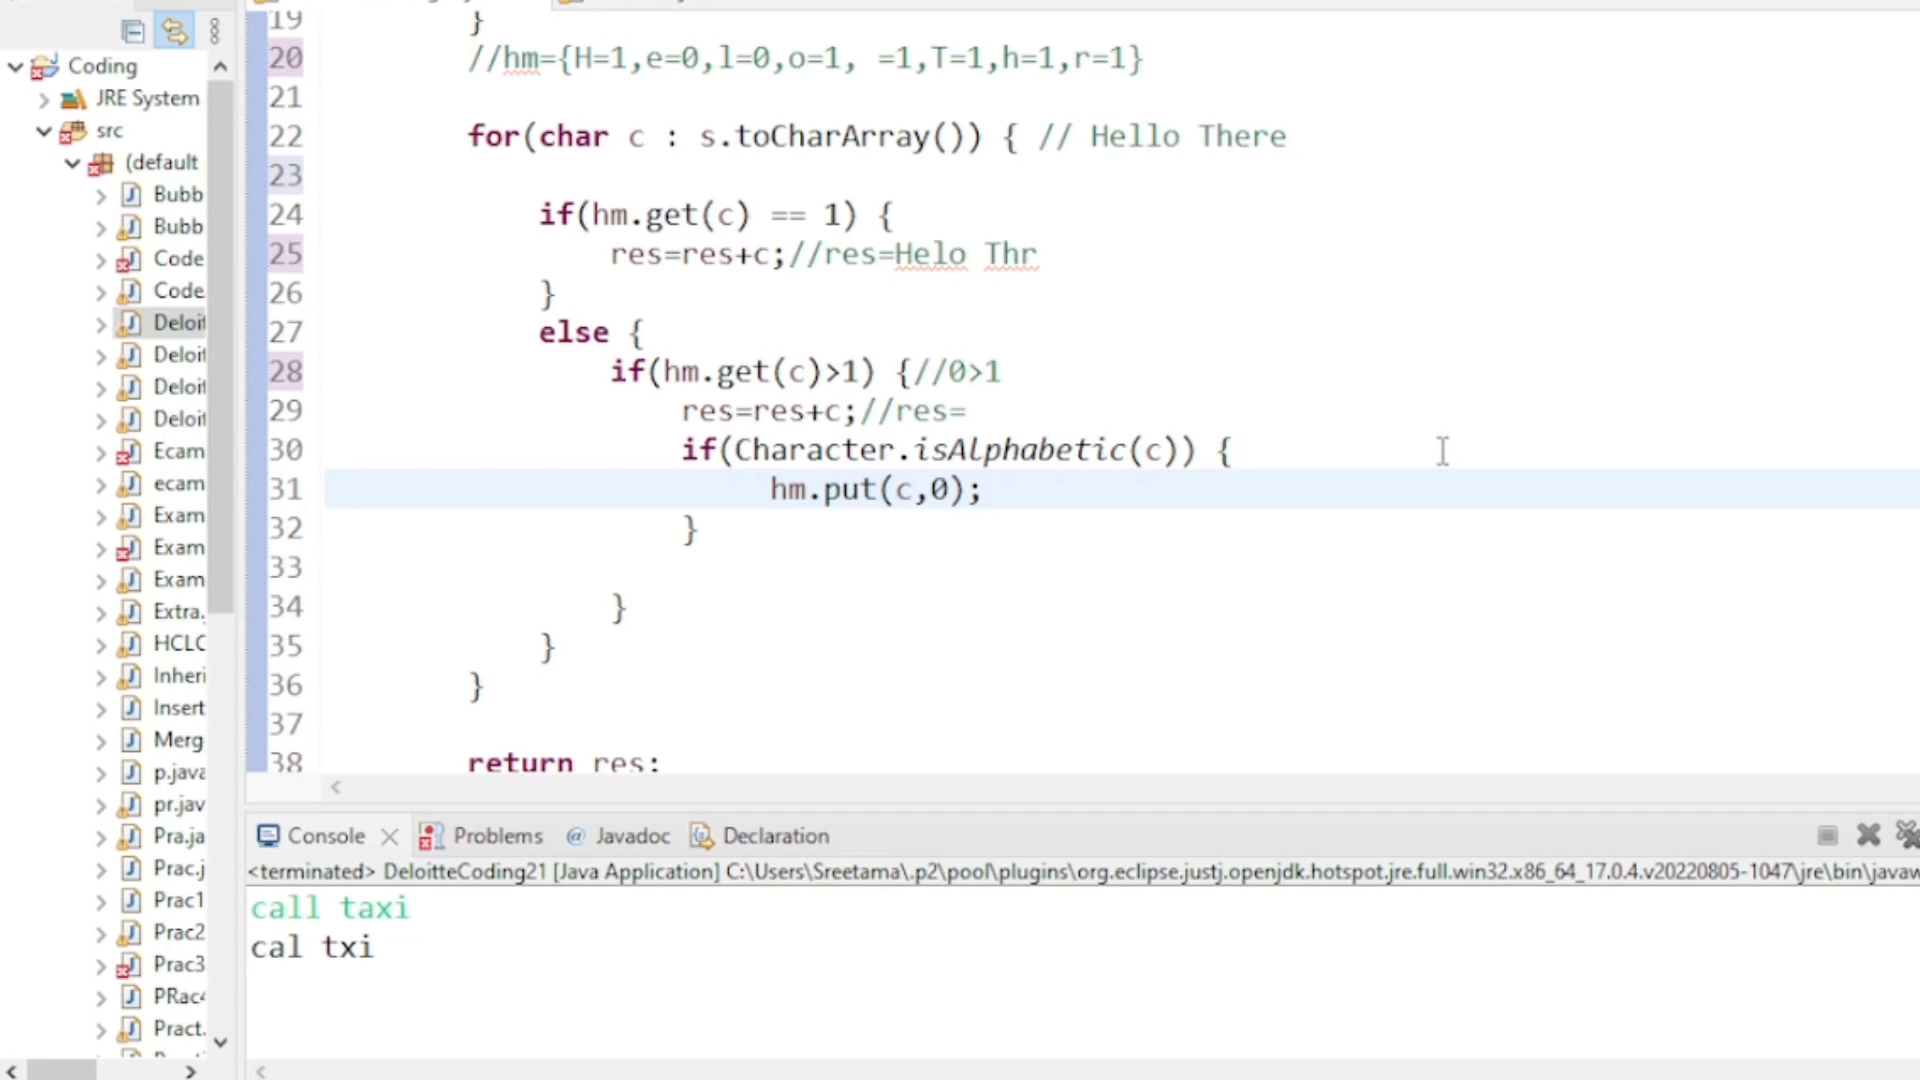 Coding
JRE System
src
(default
Bubb
Bubb
Code
Code
Deloit
Deloit
Deloit
Deloit
Ecam
ecam
Exam
Exam
Exam
Extra.
HCLC
Inheri
Insert
Merg
p.java
pr.jav
Pra.ja
Prac.j
Prac1
Prac2
Prac3
PRac4
Pract.
19 }
20 //hm={H=1,e=0,l=0,o=1, =1,T=1,h=1,r=1}
21
22 for(char c : s.toCharArray()) { // Hello There
23
24 if(hm.get(c) == 1) {
25 res=res+c;//res=Helo Thr
26 }
27 else {
28 if(hm.get(c)>1) {//0>1
29 res=res+c;//res=
30 if(Character.isAlphabetic(c)) {
31 hm.put(c,0);
32 }
33
34 }
35 }
36 }
37
38 return res;
Console Problems @ Javadoc Declaration
<terminated> DeloitteCoding21 [Java Application] C:\Users\Sreetama\.p2\pool\plugins\org.eclipse.justj.openjdk.hotspot.jre.full.win32.x86_64_17.0.4.v20220805-1047\jre\bin\javaw
call taxi
cal txi